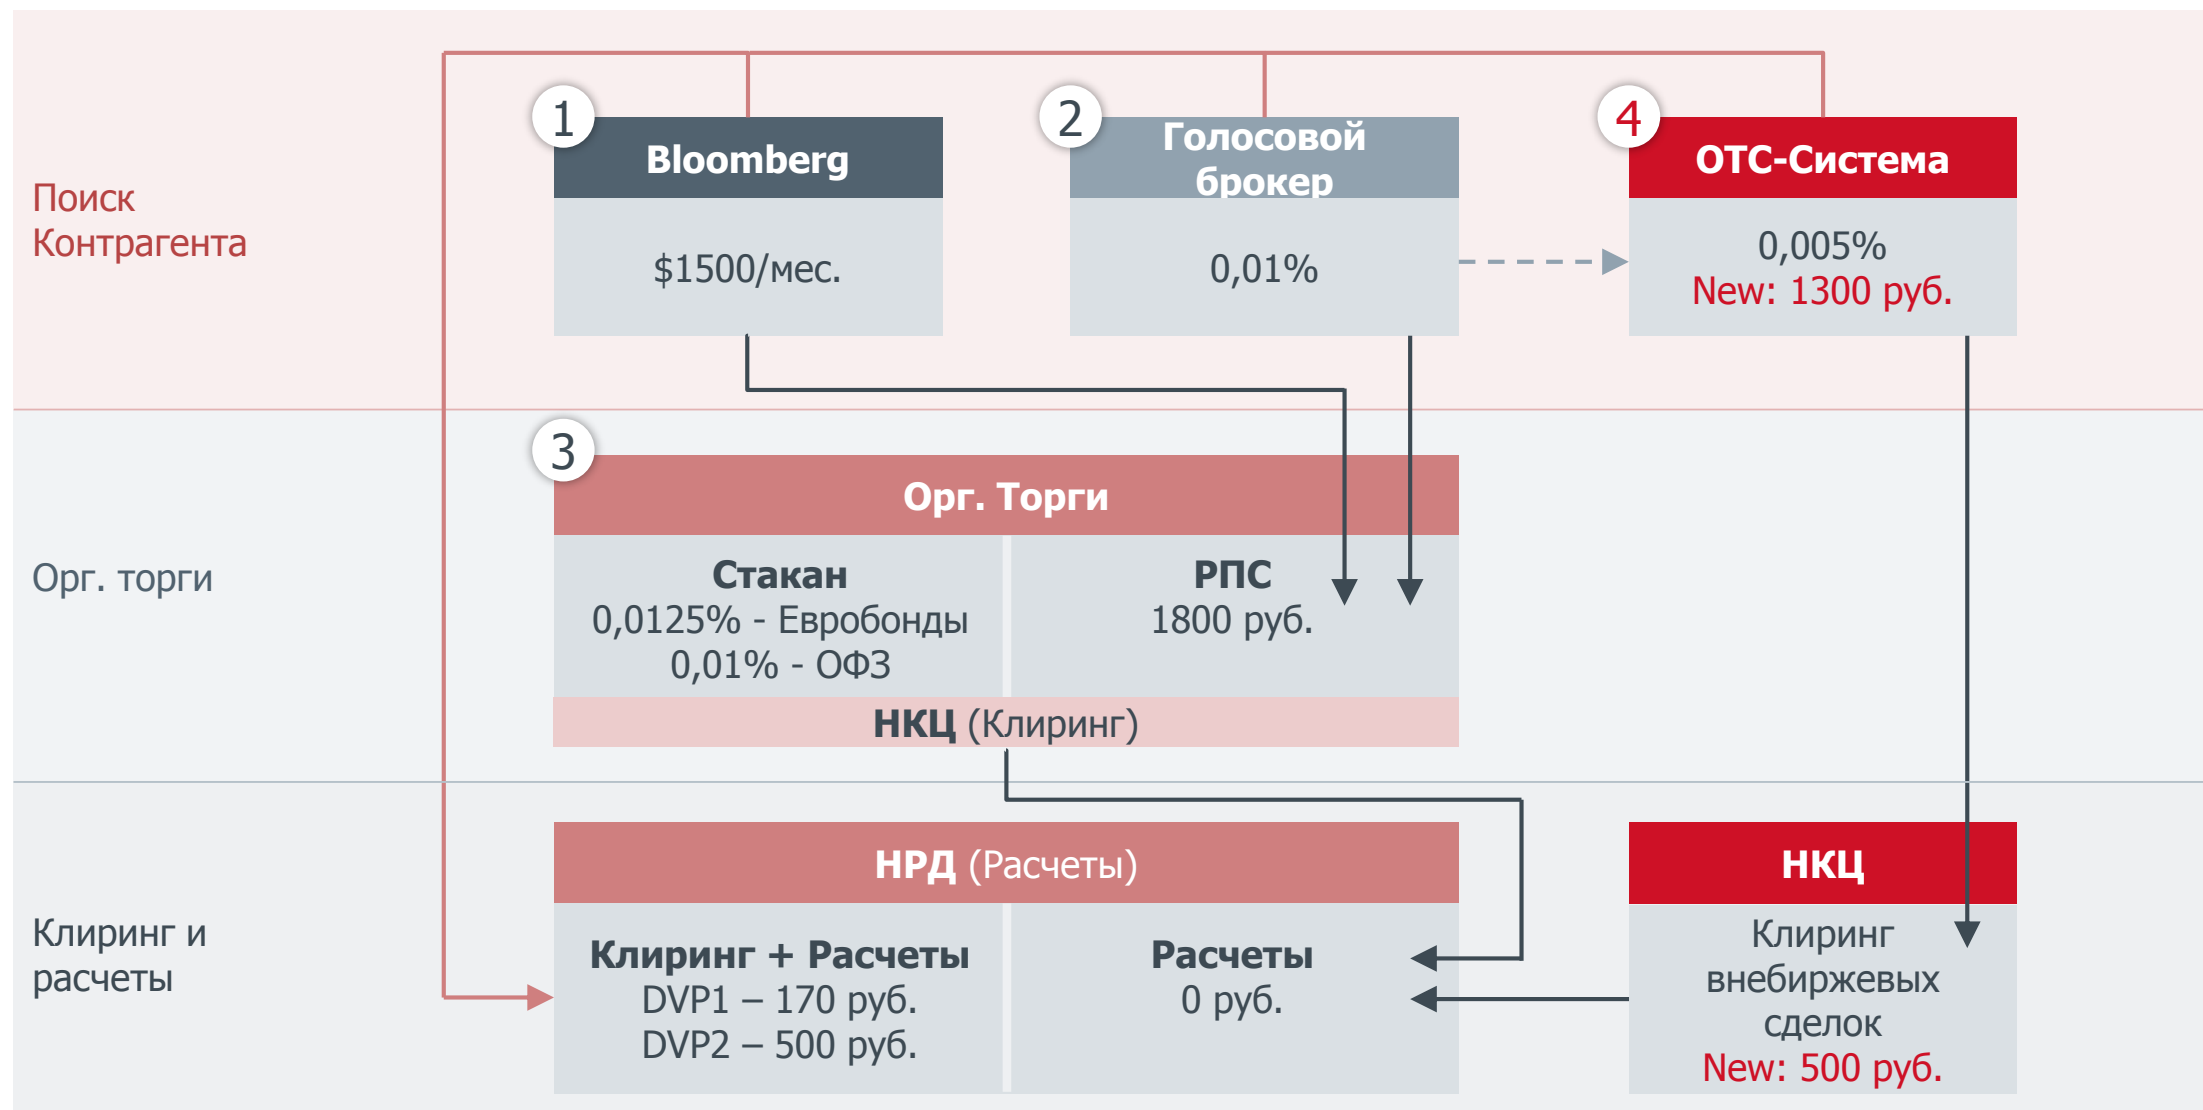 Поиск
Контрагента
1
Bloomberg
$1500/мес.
2
Голосовой
брокер
0,01%
4
ОТС-Система
0,005%
New: 1300 руб.
Орг. торги
3
Орг. Торги
Стакан
0,0125% - Евробонды
0,01% - ОФЗ
РПС
1800 руб.
НКЦ (Клиринг)
Клиринг и
расчеты
НРД (Расчеты)
Клиринг + Расчеты
DVP1 – 170 руб.
DVP2 – 500 руб.
Расчеты
0 руб.
НКЦ
Клиринг
внебиржевых
сделок
New: 500 руб.